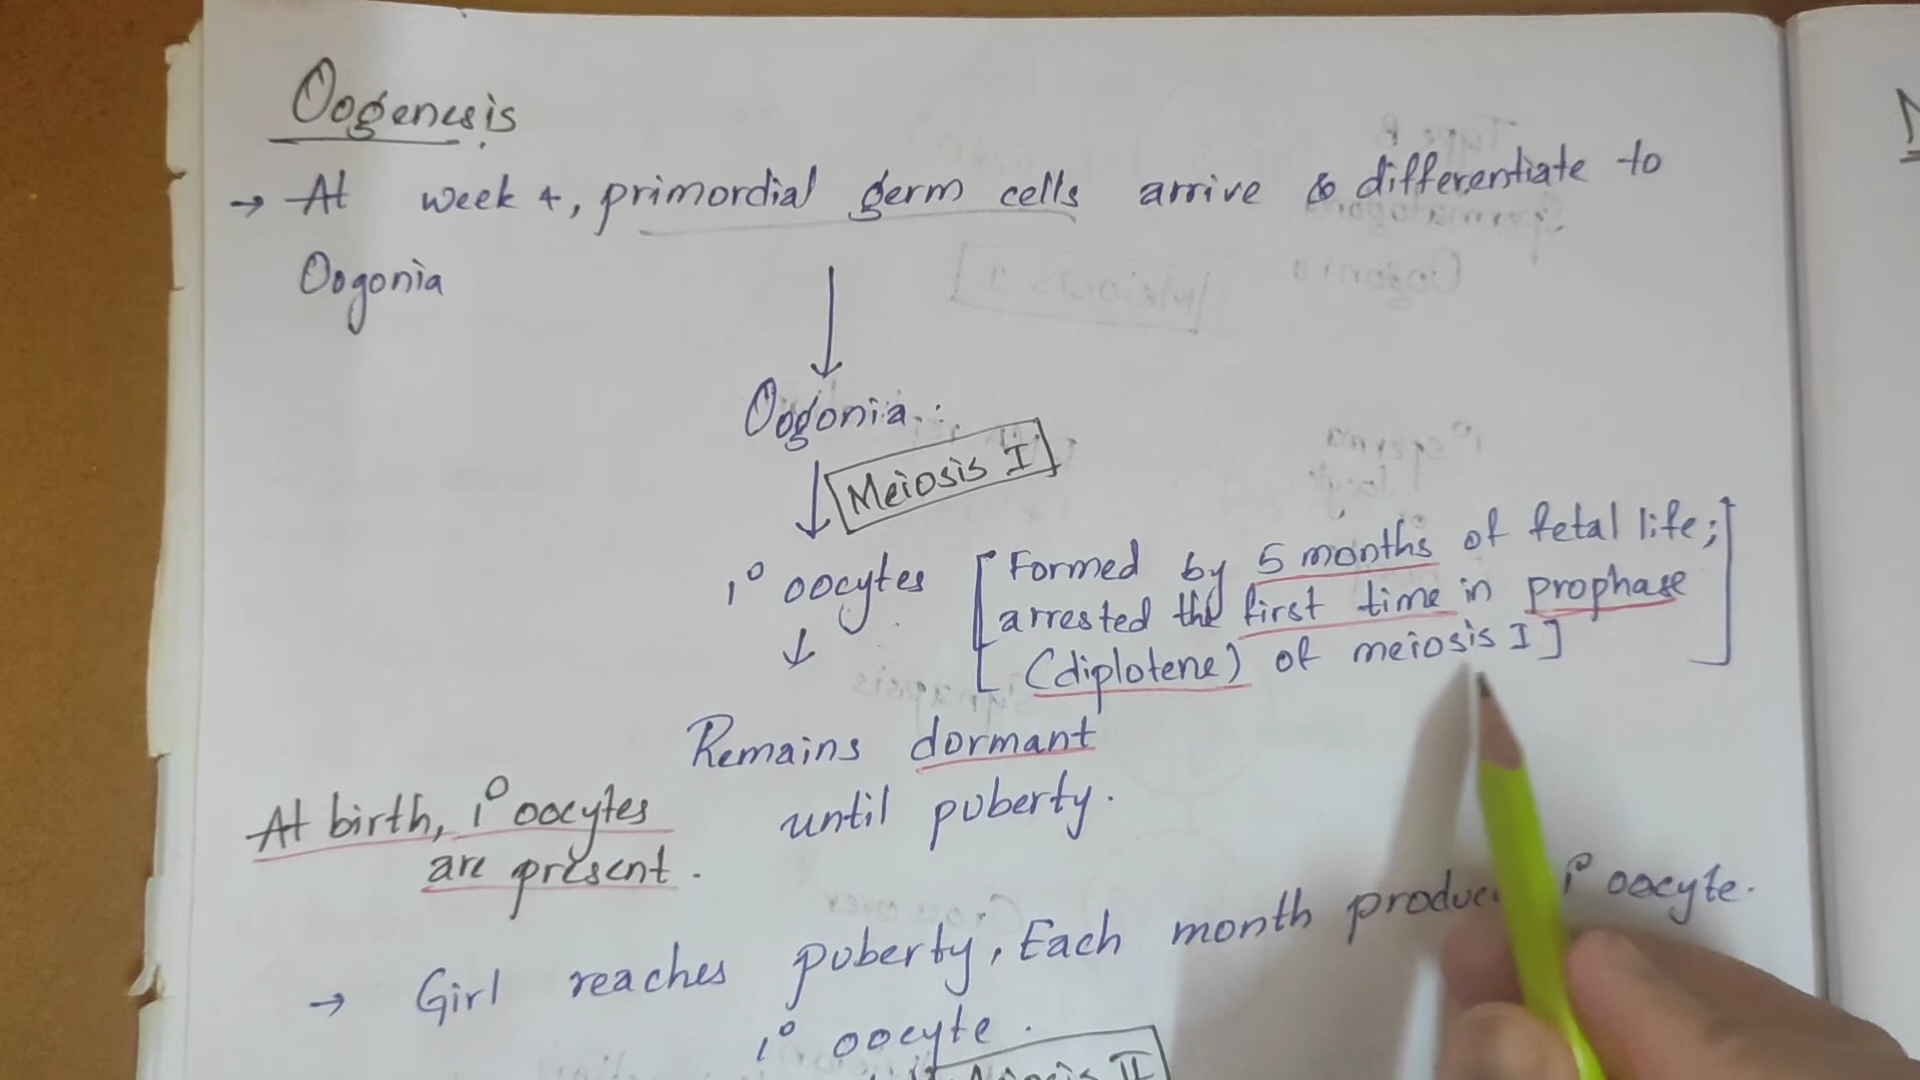 Oogenesis
→ At week 4, primordial germ cells arrive & differentiate to
Oogonia
Oogonia
Meiosis I
1° oocytes [Formed by 5 months of fetal life;
arrested the first time in prophase
(diplotene) of meiosis I]
Remains dormant
until puberty.
At birth, 1° oocytes
are present.
→ Girl reaches puberty, Each month 1° oocyte.
1° oocyte.
II